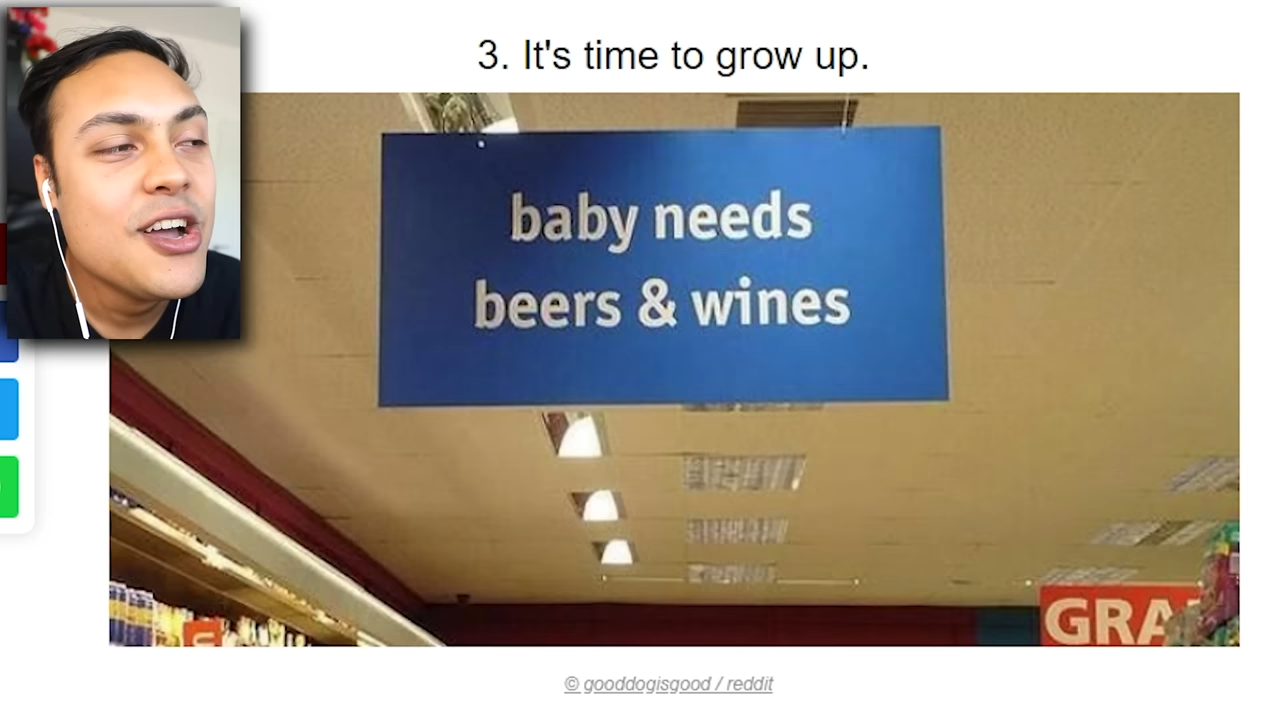 3. It's time to grow up.
baby needs
beers & wines
GRA
© gooddogisgood / reddit